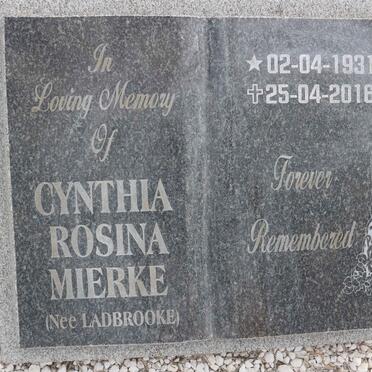 In
Loving Memory
Of
CYNTHIA
ROSINA
MIERKE
(Nee LADBROOKE)
★ 02-04-1931
✝ 25-04-2016
Forever
Remembered